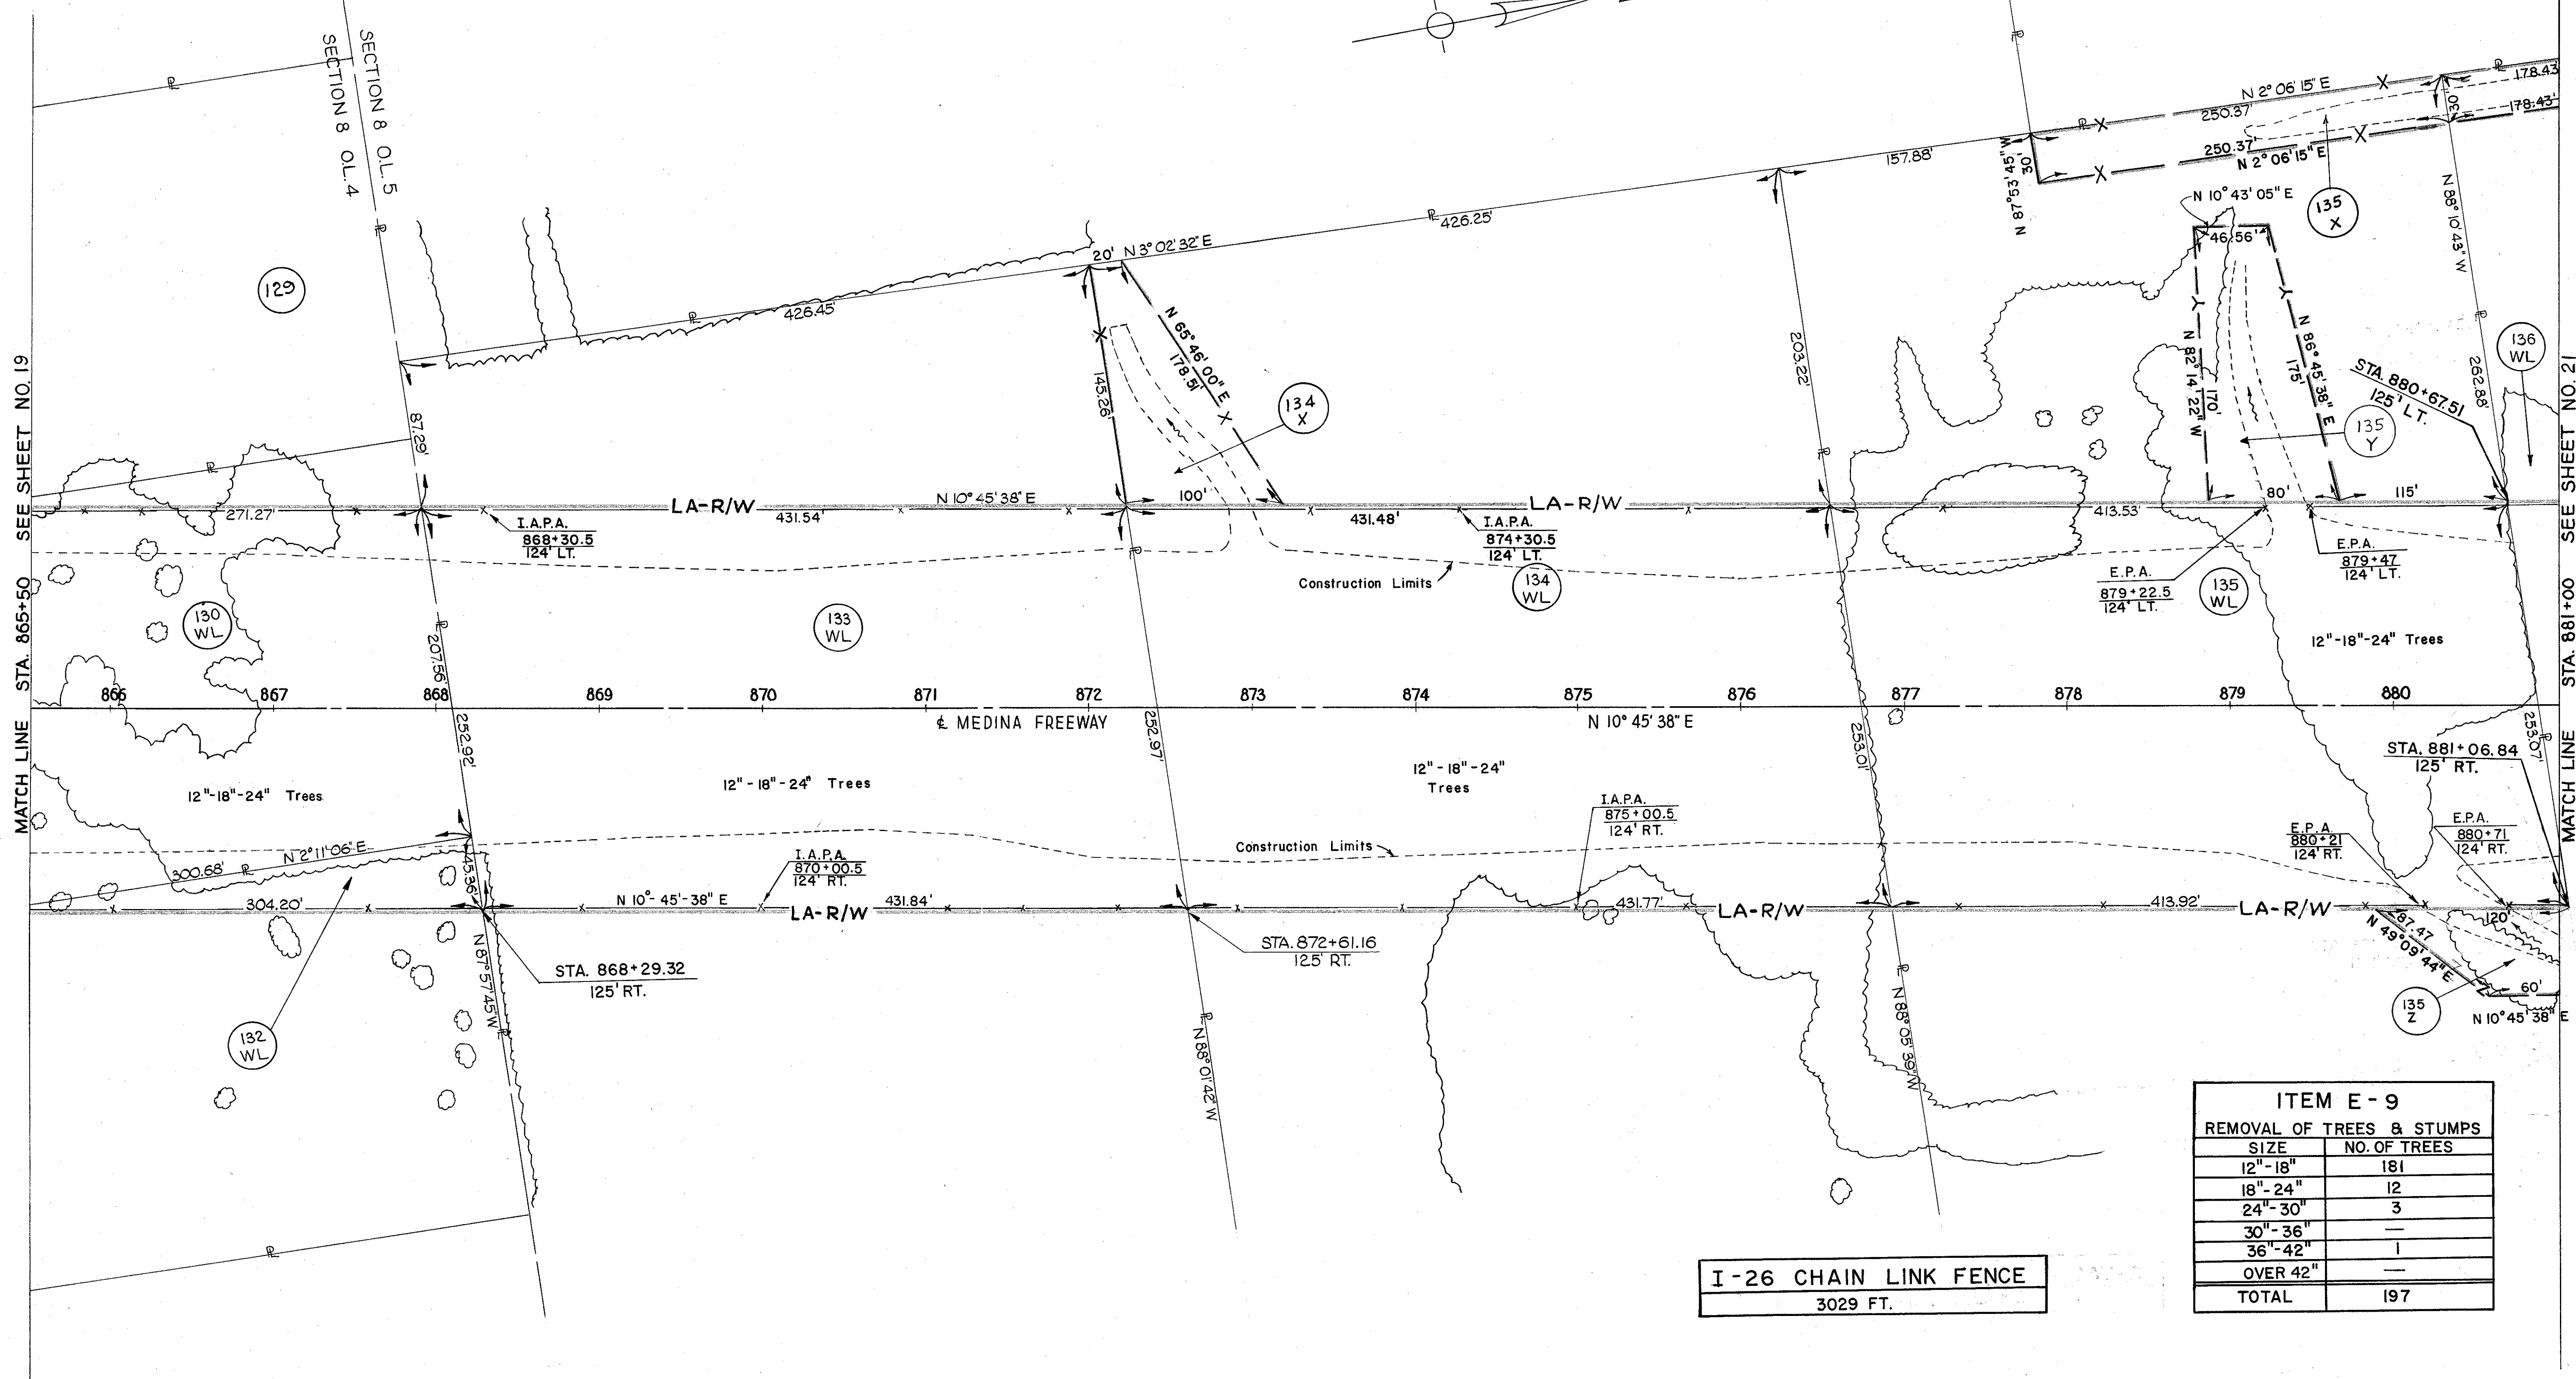 SECTION 8 O.L. 5
SECTION 8 O.L. 4
129
426.45'
20'
N 3° 02' 32" E
426.25'
157.88'
N 2° 06' 15" E
250.37'
178.43'
250.37'
N 2° 06' 15" E
178.43'
30'
30'
N 87° 53' 45" W
135
X
N 10° 43' 05" E
46.56'
N 88° 10' 43" W
262.88'
136
WL
87.29'
145.26'
N 65° 46' 00" E
178.51'
134
X
203.22'
N 82° 14' 22" W
170'
N 86° 45' 38" E
175'
135
Y
STA. 880+67.51
125' LT.
MATCH LINE STA. 865+50 SEE SHEET NO. 19
MATCH LINE STA. 881+00 SEE SHEET NO. 21
271.27'
LA-R/W
431.54'
N 10° 45' 38" E
100'
431.48'
LA-R/W
413.53'
80'
115'
I.A.P.A.
868+30.5
124' LT.
I.A.P.A.
874+30.5
124' LT.
E.P.A.
879+22.5
124' LT.
E.P.A.
879+47
124' LT.
Construction Limits
130
WL
133
WL
134
WL
135
WL
207.56'
12"-18"-24" Trees
866 867 868 869 870 871 872 873 874 875 876 877 878 879 880
℄ MEDINA FREEWAY
N 10° 45' 38" E
252.92'
252.97'
253.01'
253.07'
12"-18"-24" Trees
12"-18"-24" Trees
12"-18"-24"
Trees
STA. 881+06.84
125' RT.
I.A.P.A.
875+00.5
124' RT.
E.P.A.
880+21
124' RT.
E.P.A.
880+71
124' RT.
Construction Limits
300.68'
N 2° 11' 06" E
45.36'
I.A.P.A.
870+00.5
124' RT.
304.20'
N 10°-45'-38" E
LA-R/W
431.84'
431.77'
LA-R/W
413.92'
LA-R/W
120'
87.47
N 49° 09' 44" E
60'
N 10° 45' 38" E
135
Z
STA. 868+29.32
125' RT.
STA. 872+61.16
125' RT.
N 87° 57' 45" W
N 88° 01' 42" W
N 88° 05' 39" W
132
WL
ITEM E-9
REMOVAL OF TREES & STUMPS
SIZE NO. OF TREES
12"-18" 181
18"-24" 12
24"-30" 3
30"-36" —
36"-42" 1
OVER 42" —
TOTAL 197
I-26 CHAIN LINK FENCE
3029 FT.